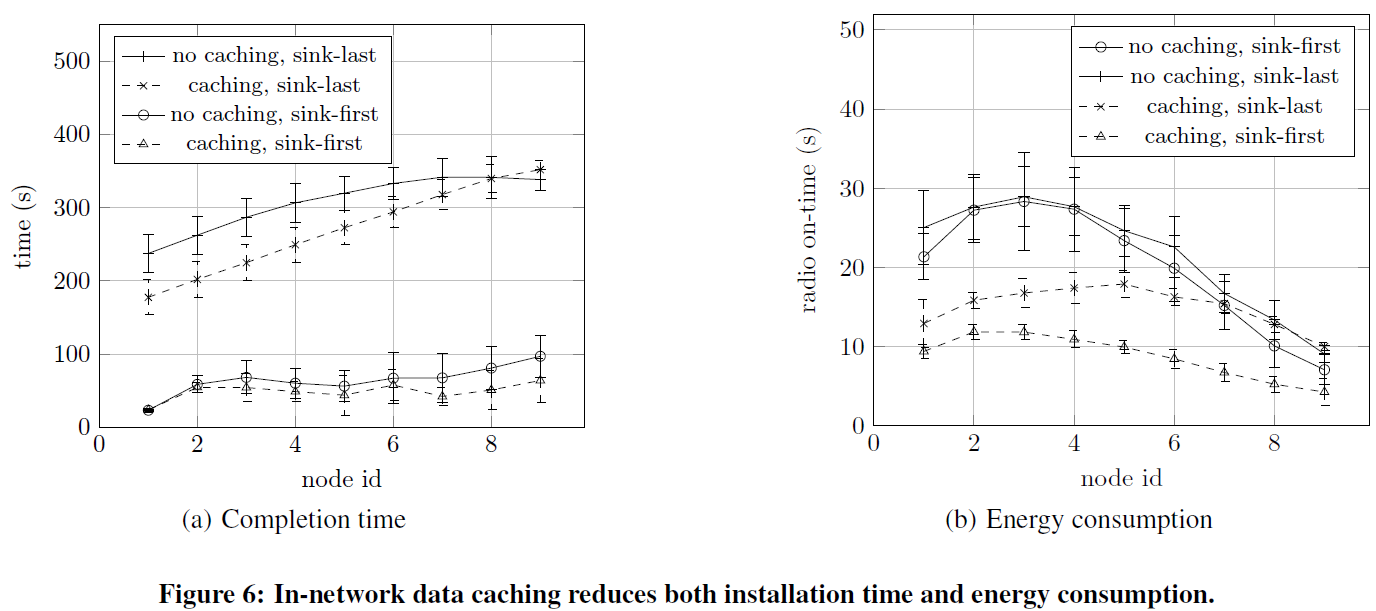 500
400
300
200
100
0
0
2
4
6
8
time (s)
node id
no caching, sink-last
caching, sink-last
no caching, sink-first
caching, sink-first
(a) Completion time
50
40
30
20
10
0
0
2
4
6
8
radio on-time (s)
node id
no caching, sink-first
no caching, sink-last
caching, sink-last
caching, sink-first
(b) Energy consumption
Figure 6: In-network data caching reduces both installation time and energy consumption.